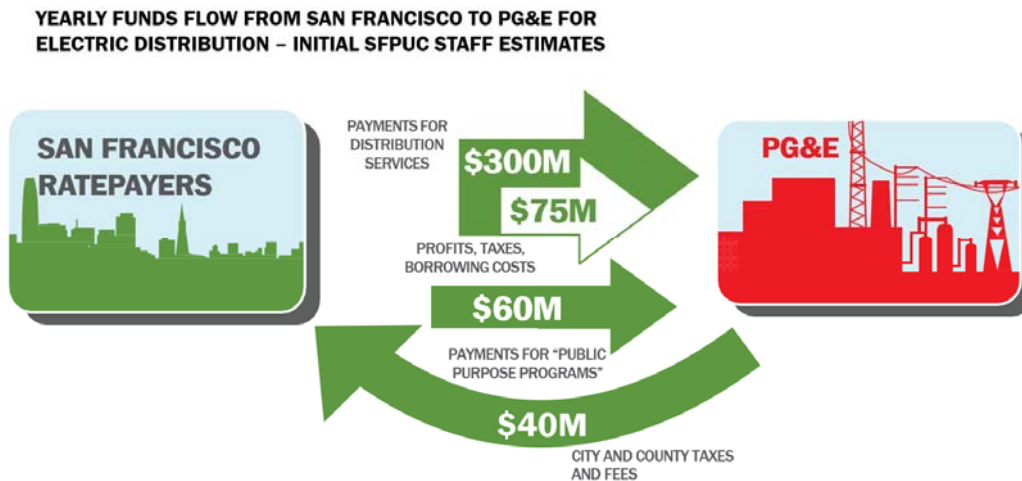 YEARLY FUNDS FLOW FROM SAN FRANCISCO TO PG&E FOR
ELECTRIC DISTRIBUTION – INITIAL SFPUC STAFF ESTIMATES
SAN FRANCISCO
RATEPAYERS
PAYMENTS FOR
DISTRIBUTION
SERVICES
$300M
$75M
PROFITS, TAXES,
BORROWING COSTS
$60M
PAYMENTS FOR “PUBLIC
PURPOSE PROGRAMS”
$40M
CITY AND COUNTY TAXES
AND FEES
PG&E